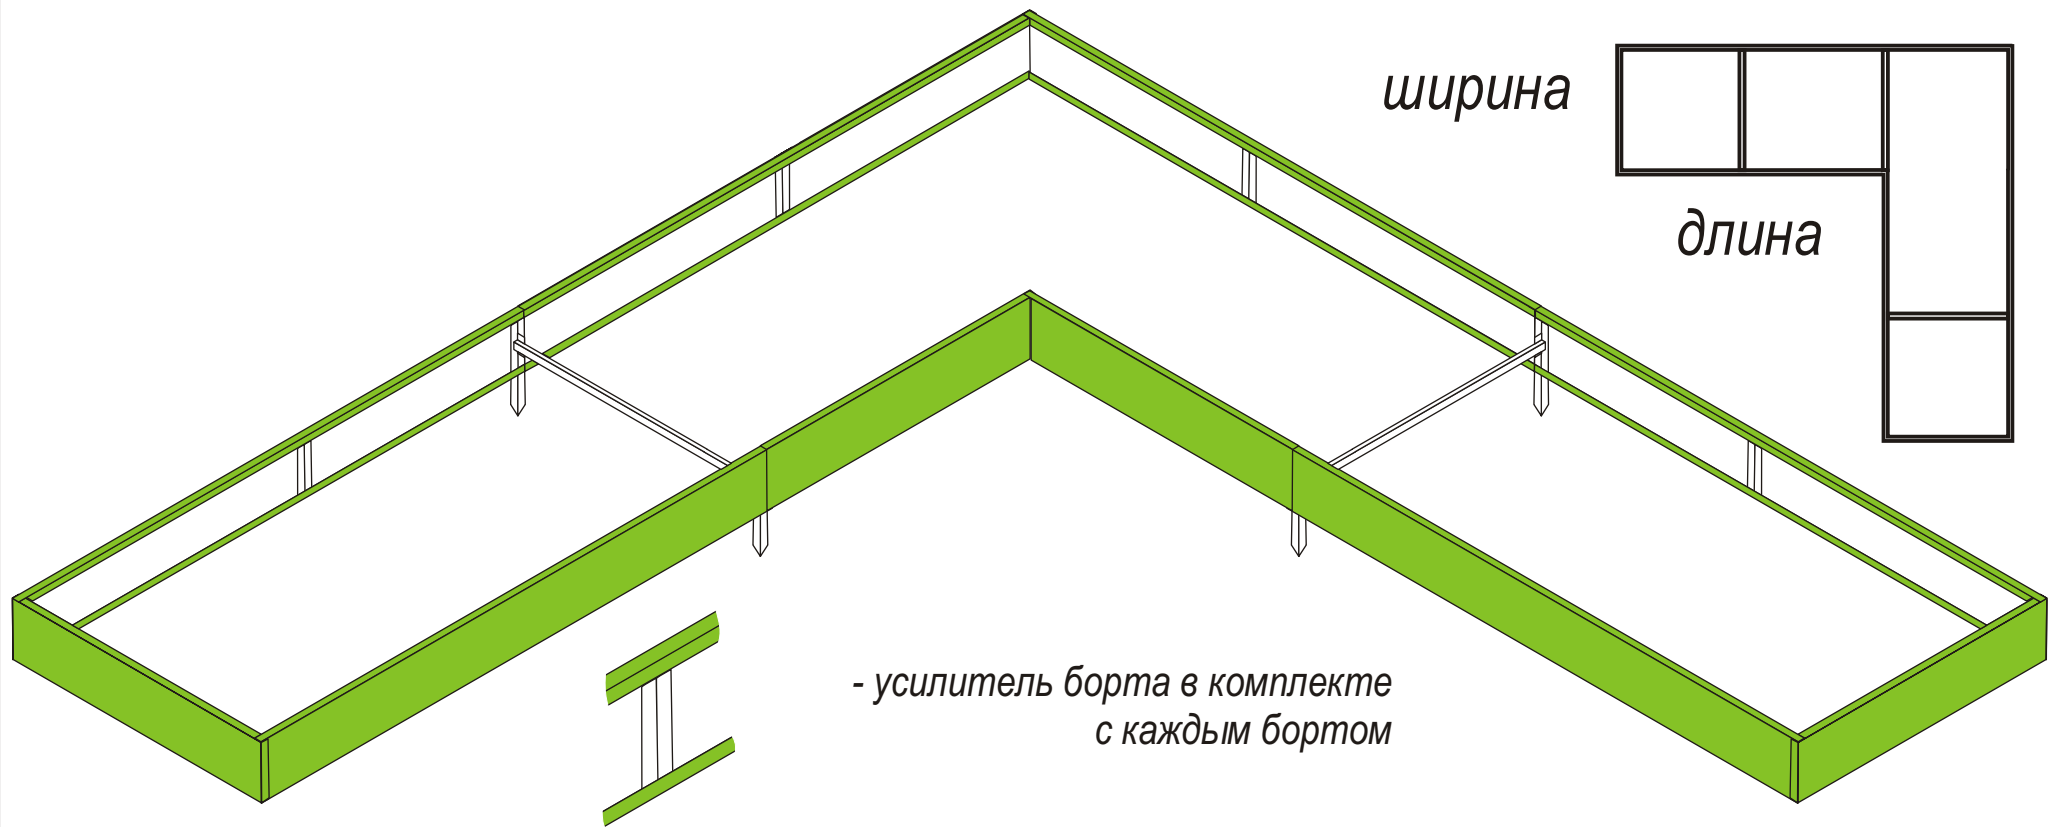 ширина
длина
- усилитель борта в комплекте
с каждым бортом